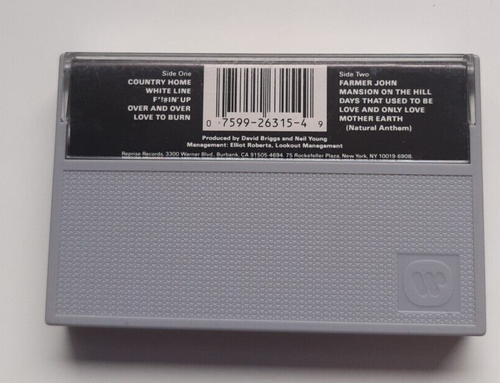 Side One
COUNTRY HOME
WHITE LINE
F*!#IN' UP
OVER AND OVER
LOVE TO BURN
0 7599-26315-4 9
Side Two
FARMER JOHN
MANSION ON THE HILL
DAYS THAT USED TO BE
LOVE AND ONLY LOVE
MOTHER EARTH
(Natural Anthem)
Produced by David Briggs and Neil Young
Management: Elliot Roberts, Lookout Management
Reprise Records, 3300 Warner Blvd., Burbank, CA 91505-4694. 75 Rockefeller Plaza, New York, NY 10019-6908.